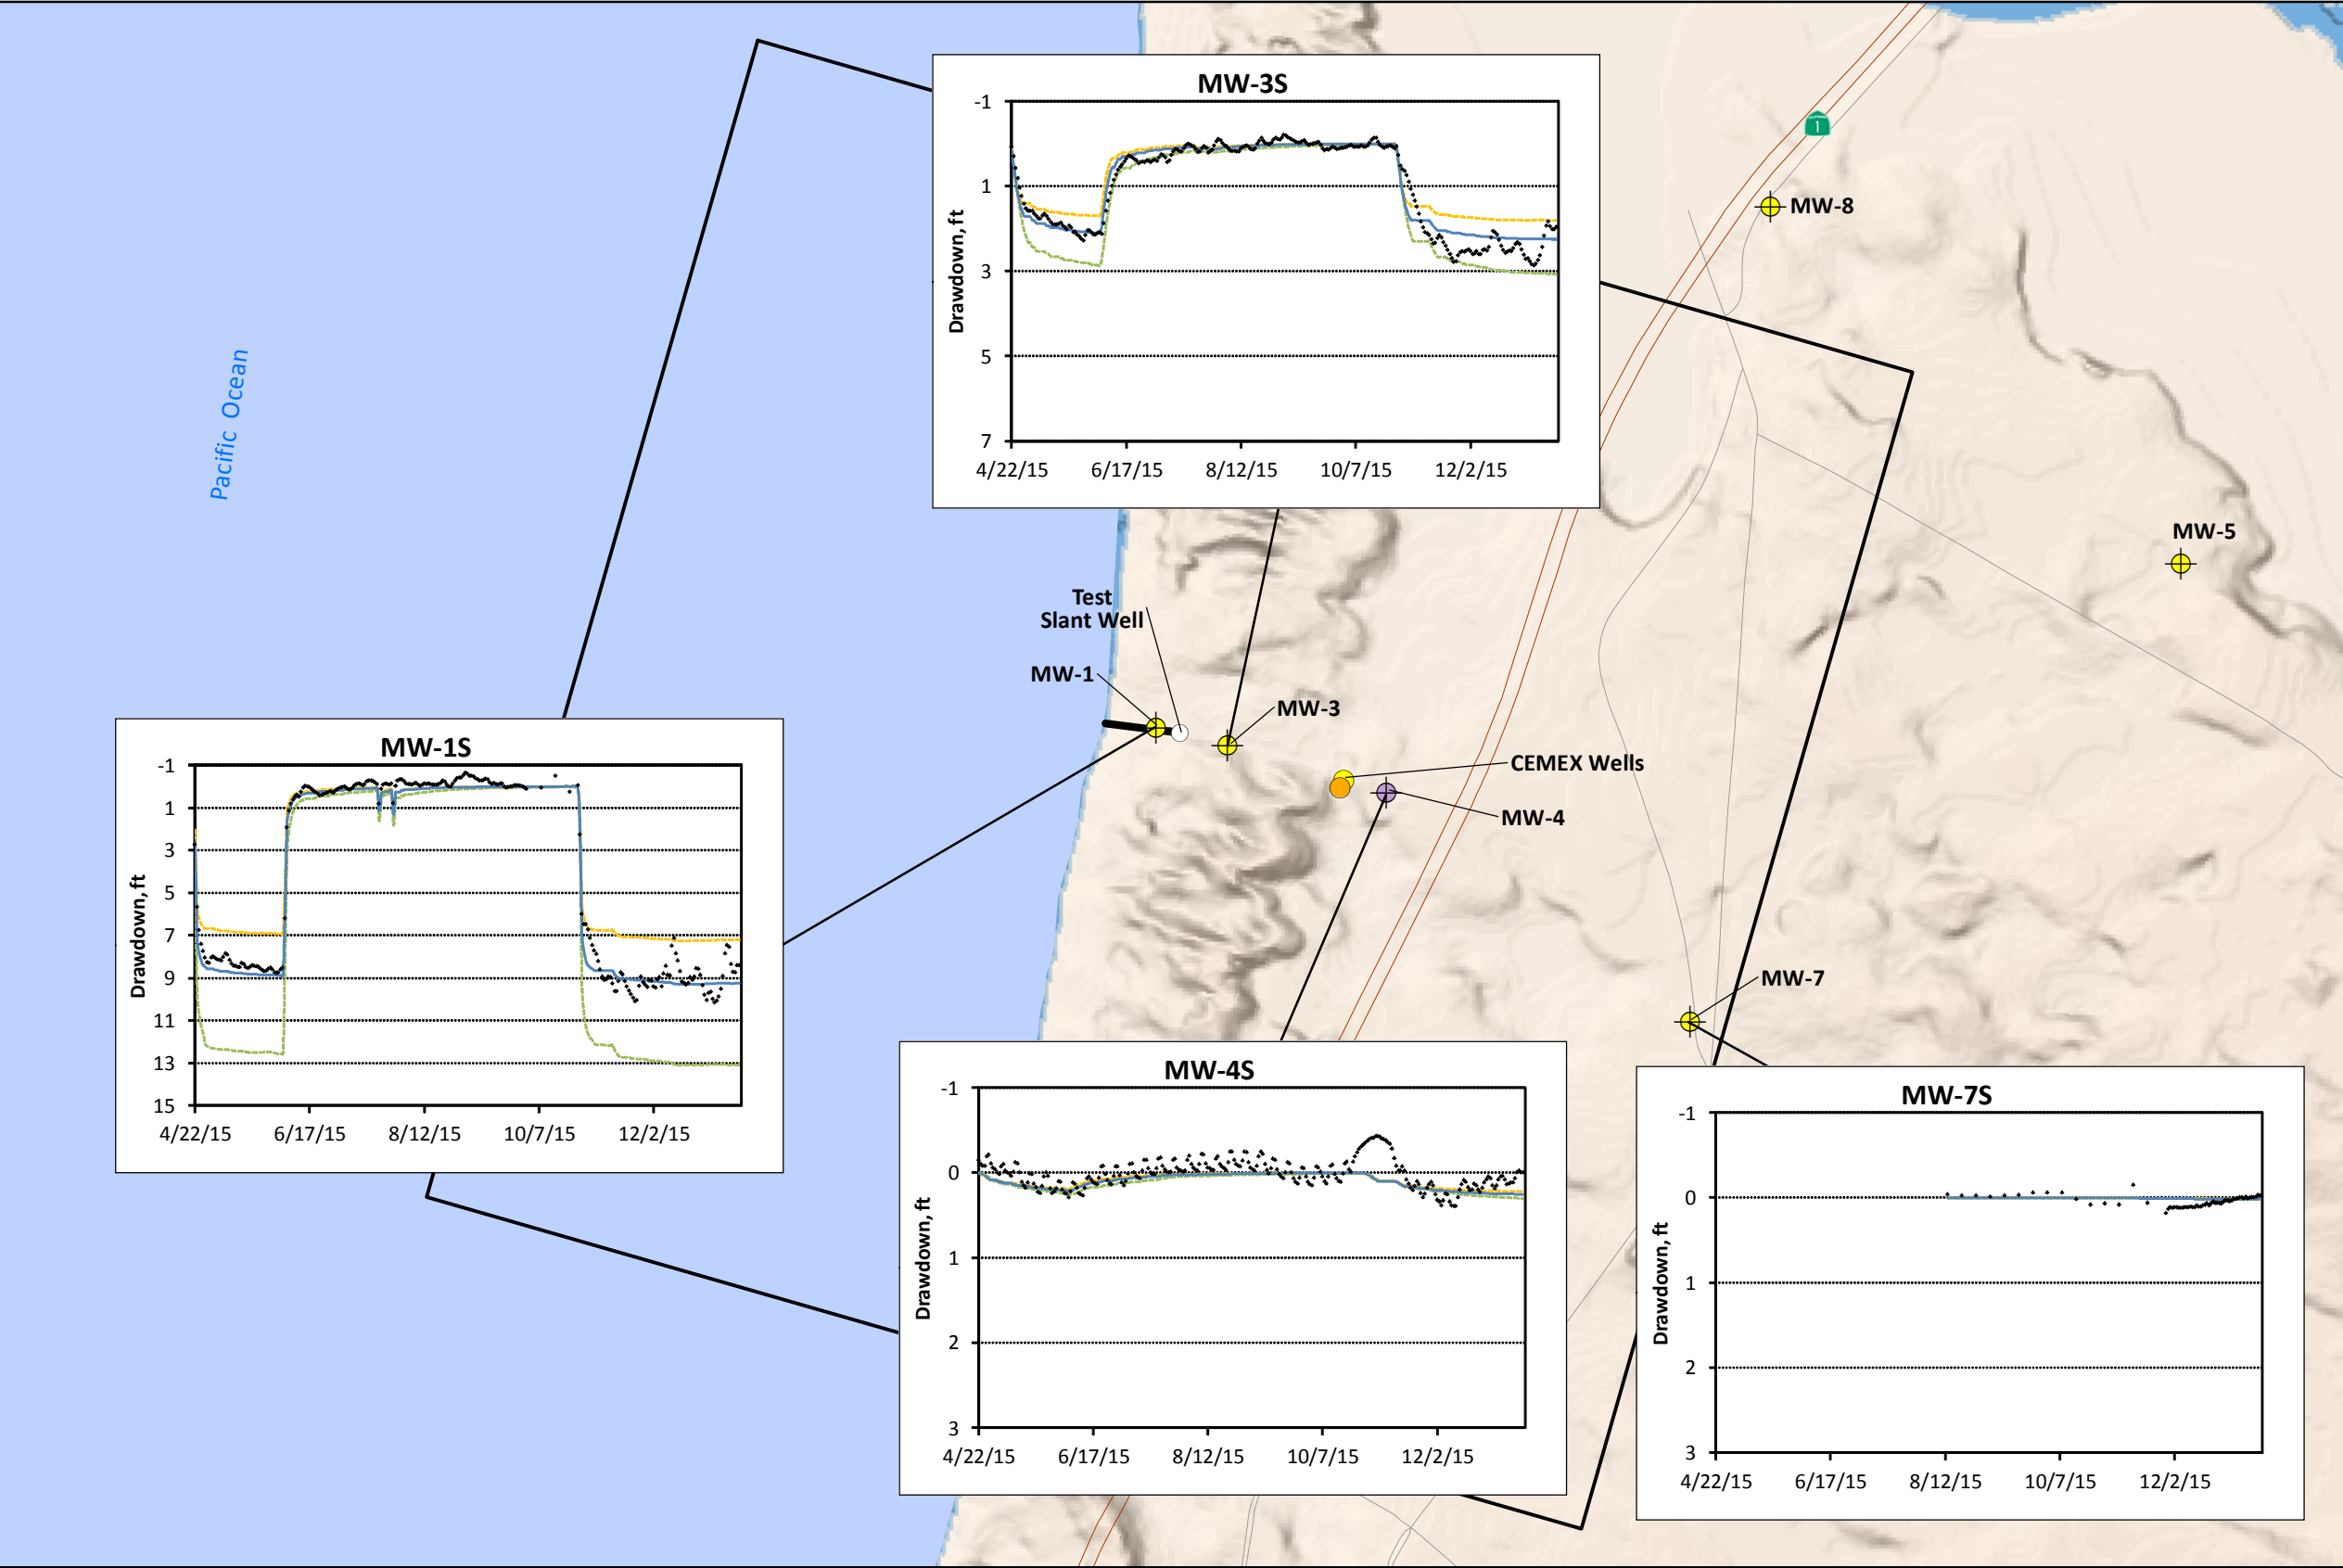 MW-3S
-1
1
3
5
7
Drawdown, ft
4/22/15 6/17/15 8/12/15 10/7/15 12/2/15
1
MW-8
Pacific Ocean
MW-5
Test
Slant Well
MW-1
MW-3
CEMEX Wells
MW-4
MW-7
MW-1S
-1
1
3
5
7
9
11
13
15
Drawdown, ft
4/22/15 6/17/15 8/12/15 10/7/15 12/2/15
MW-4S
-1
0
1
2
3
Drawdown, ft
4/22/15 6/17/15 8/12/15 10/7/15 12/2/15
MW-7S
-1
0
1
2
3
Drawdown, ft
4/22/15 6/17/15 8/12/15 10/7/15 12/2/15